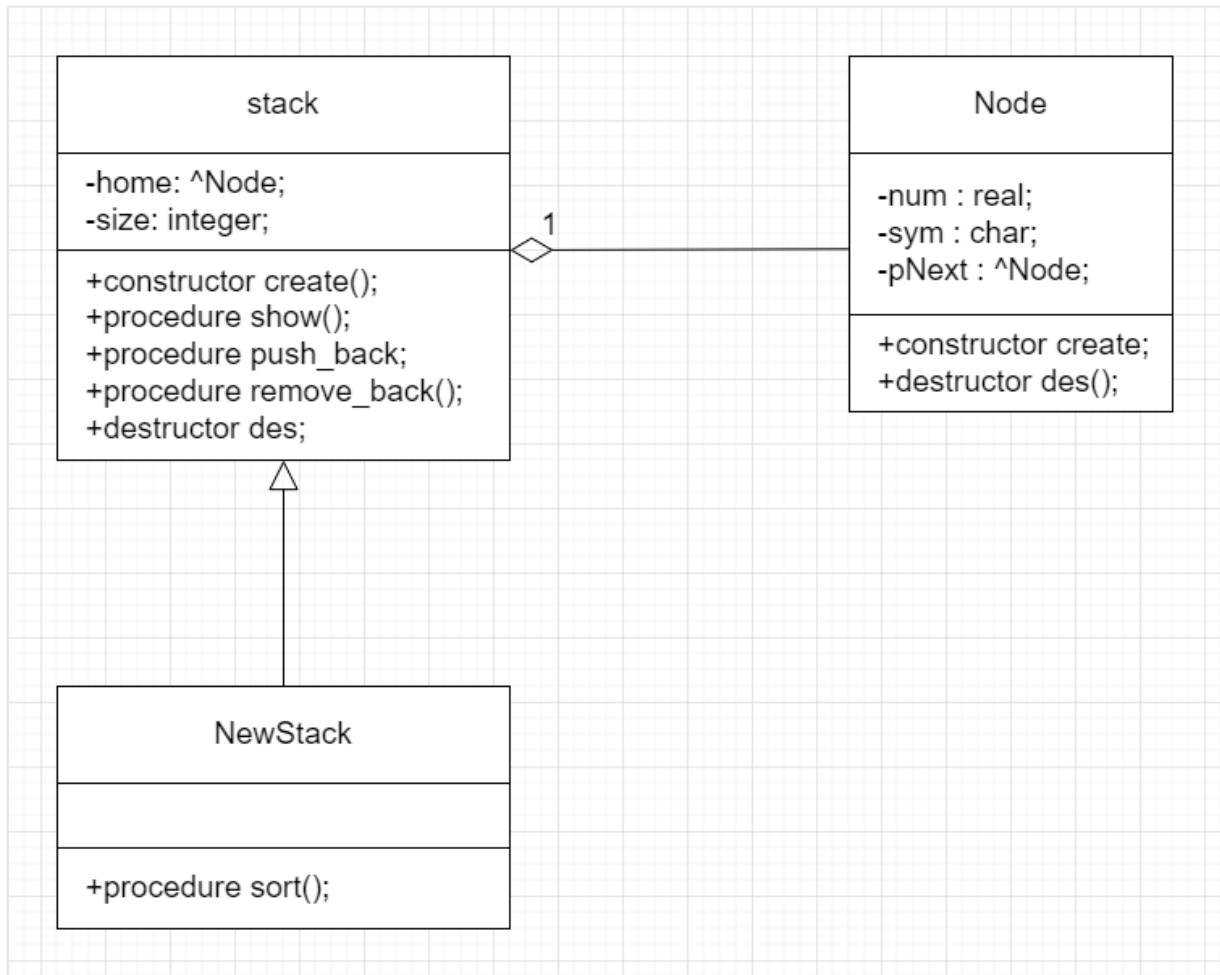 stack
-home: ^Node;
-size: integer;
+constructor create();
+procedure show();
+procedure push_back;
+procedure remove_back();
+destructor des;
1
Node
-num : real;
-sym : char;
-pNext : ^Node;
+constructor create;
+destructor des();
NewStack
+procedure sort();